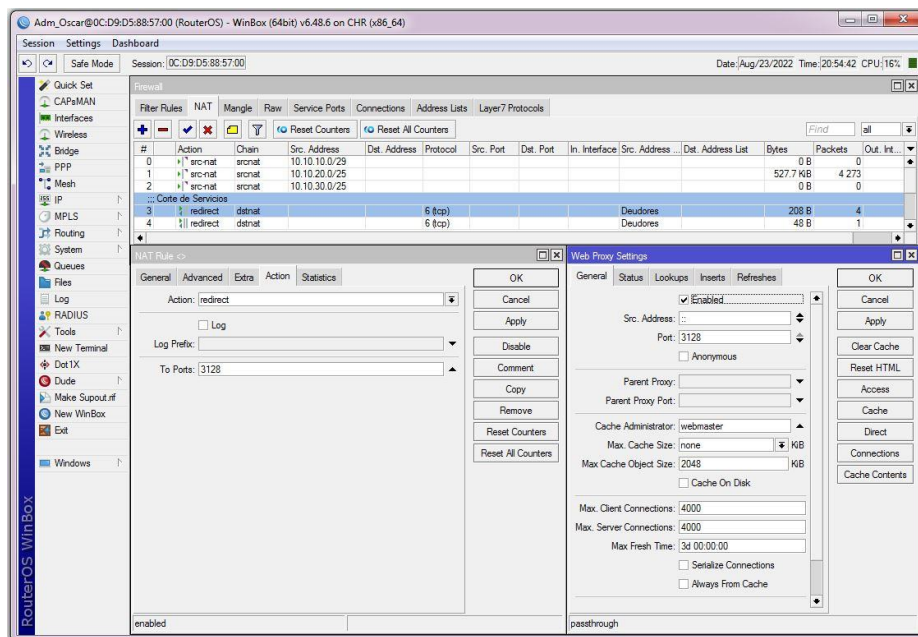 Adm_Oscar@0C:D9:D5:88:57:00 (RouterOS) - WinBox (64bit) v6.48.6 on CHR (x86_64)
Session Settings Dashboard
Safe Mode Session: 0C:D9:D5:88:57:00 Date: Aug/23/2022 Time: 20:54:42 CPU: 16%
Quick Set
CAPsMAN
Interfaces
Wireless
Bridge
PPP
Mesh
IP
MPLS
Routing
System
Queues
Files
Log
RADIUS
Tools
New Terminal
Dot1X
Dude
Make Supout.rif
New WinBox
Exit
Windows
RouterOS WinBox
Firewall
Filter Rules NAT Mangle Raw Service Ports Connections Address Lists Layer7 Protocols
Reset Counters Reset All Counters Find all
# Action Chain Src. Address Dst. Address Protocol Src. Port Dst. Port In. Interface Src. Address ... Dst. Address List Bytes Packets Out. Int...
0 src-nat srcnat 10.10.10.0/29 0 B 0
1 src-nat srcnat 10.10.20.0/25 527.7 KiB 4 273
2 src-nat srcnat 10.10.30.0/25 0 B 0
;;; Corte de Servicios
3 redirect dstnat 6 (tcp) Deudores 208 B 4
4 redirect dstnat 6 (tcp) Deudores 48 B 1
NAT Rule <>
General Advanced Extra Action Statistics
Action: redirect
Log
Log Prefix:
To Ports: 3128
OK
Cancel
Apply
Disable
Comment
Copy
Remove
Reset Counters
Reset All Counters
enabled
Web Proxy Settings
General Status Lookups Inserts Refreshes
Enabled
Src. Address: ::
Port: 3128
Anonymous
Parent Proxy:
Parent Proxy Port:
Cache Administrator: webmaster
Max. Cache Size: none KiB
Max Cache Object Size: 2048 KiB
Cache On Disk
Max. Client Connections: 4000
Max. Server Connections: 4000
Max Fresh Time: 3d 00:00:00
Serialize Connections
Always From Cache
OK
Cancel
Apply
Clear Cache
Reset HTML
Access
Cache
Direct
Connections
Cache Contents
passthrough